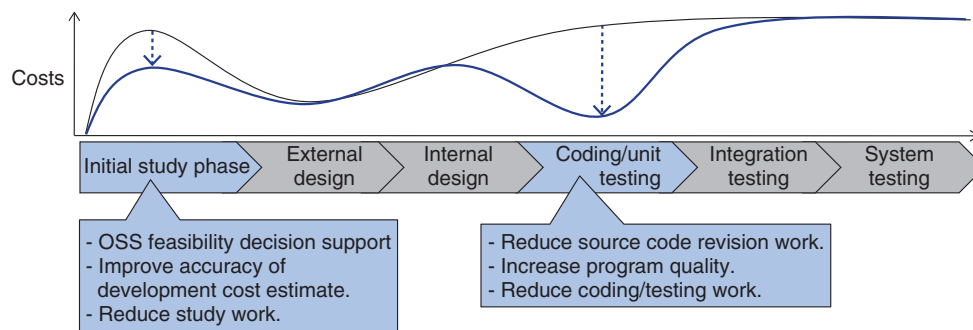 Costs
Initial study phase
External
design
Internal
design
Coding/unit
testing
Integration
testing
System
testing
- OSS feasibility decision support
- Improve accuracy of
development cost estimate.
- Reduce study work.
- Reduce source code revision work.
- Increase program quality.
- Reduce coding/testing work.